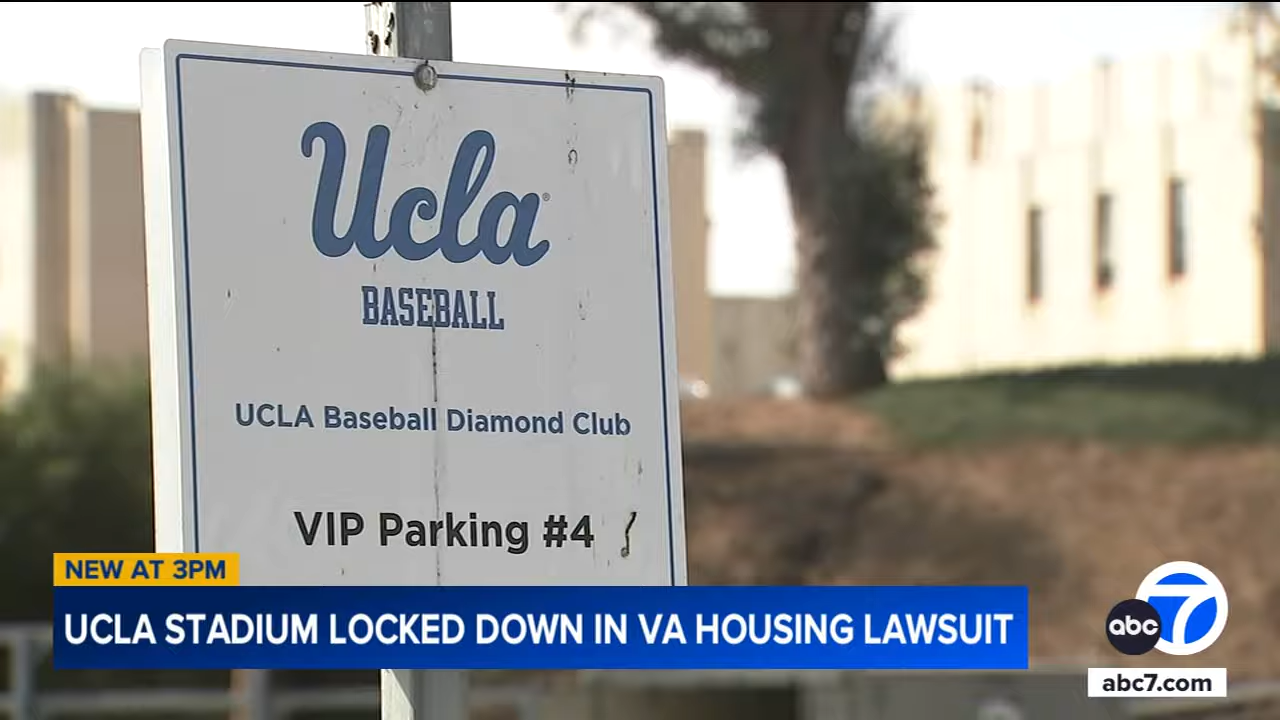 Ucla
BASEBALL
UCLA Baseball Diamond Club
VIP Parking #4
NEW AT 3PM
UCLA STADIUM LOCKED DOWN IN VA HOUSING LAWSUIT
abc 7
abc7.com